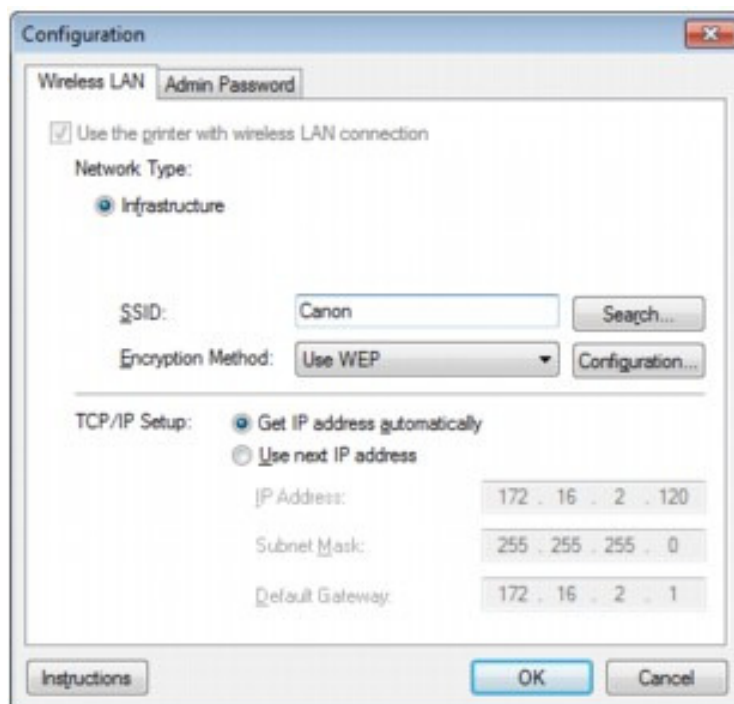 Configuration
Wireless LAN Admin Password
Use the printer with wireless LAN connection
Network Type:
Infrastructure
SSID: Canon Search...
Encryption Method: Use WEP Configuration...
TCP/IP Setup: Get IP address automatically
Use next IP address
IP Address: 172 . 16 . 2 . 120
Subnet Mask: 255 . 255 . 255 . 0
Default Gateway: 172 . 16 . 2 . 1
Instructions OK Cancel